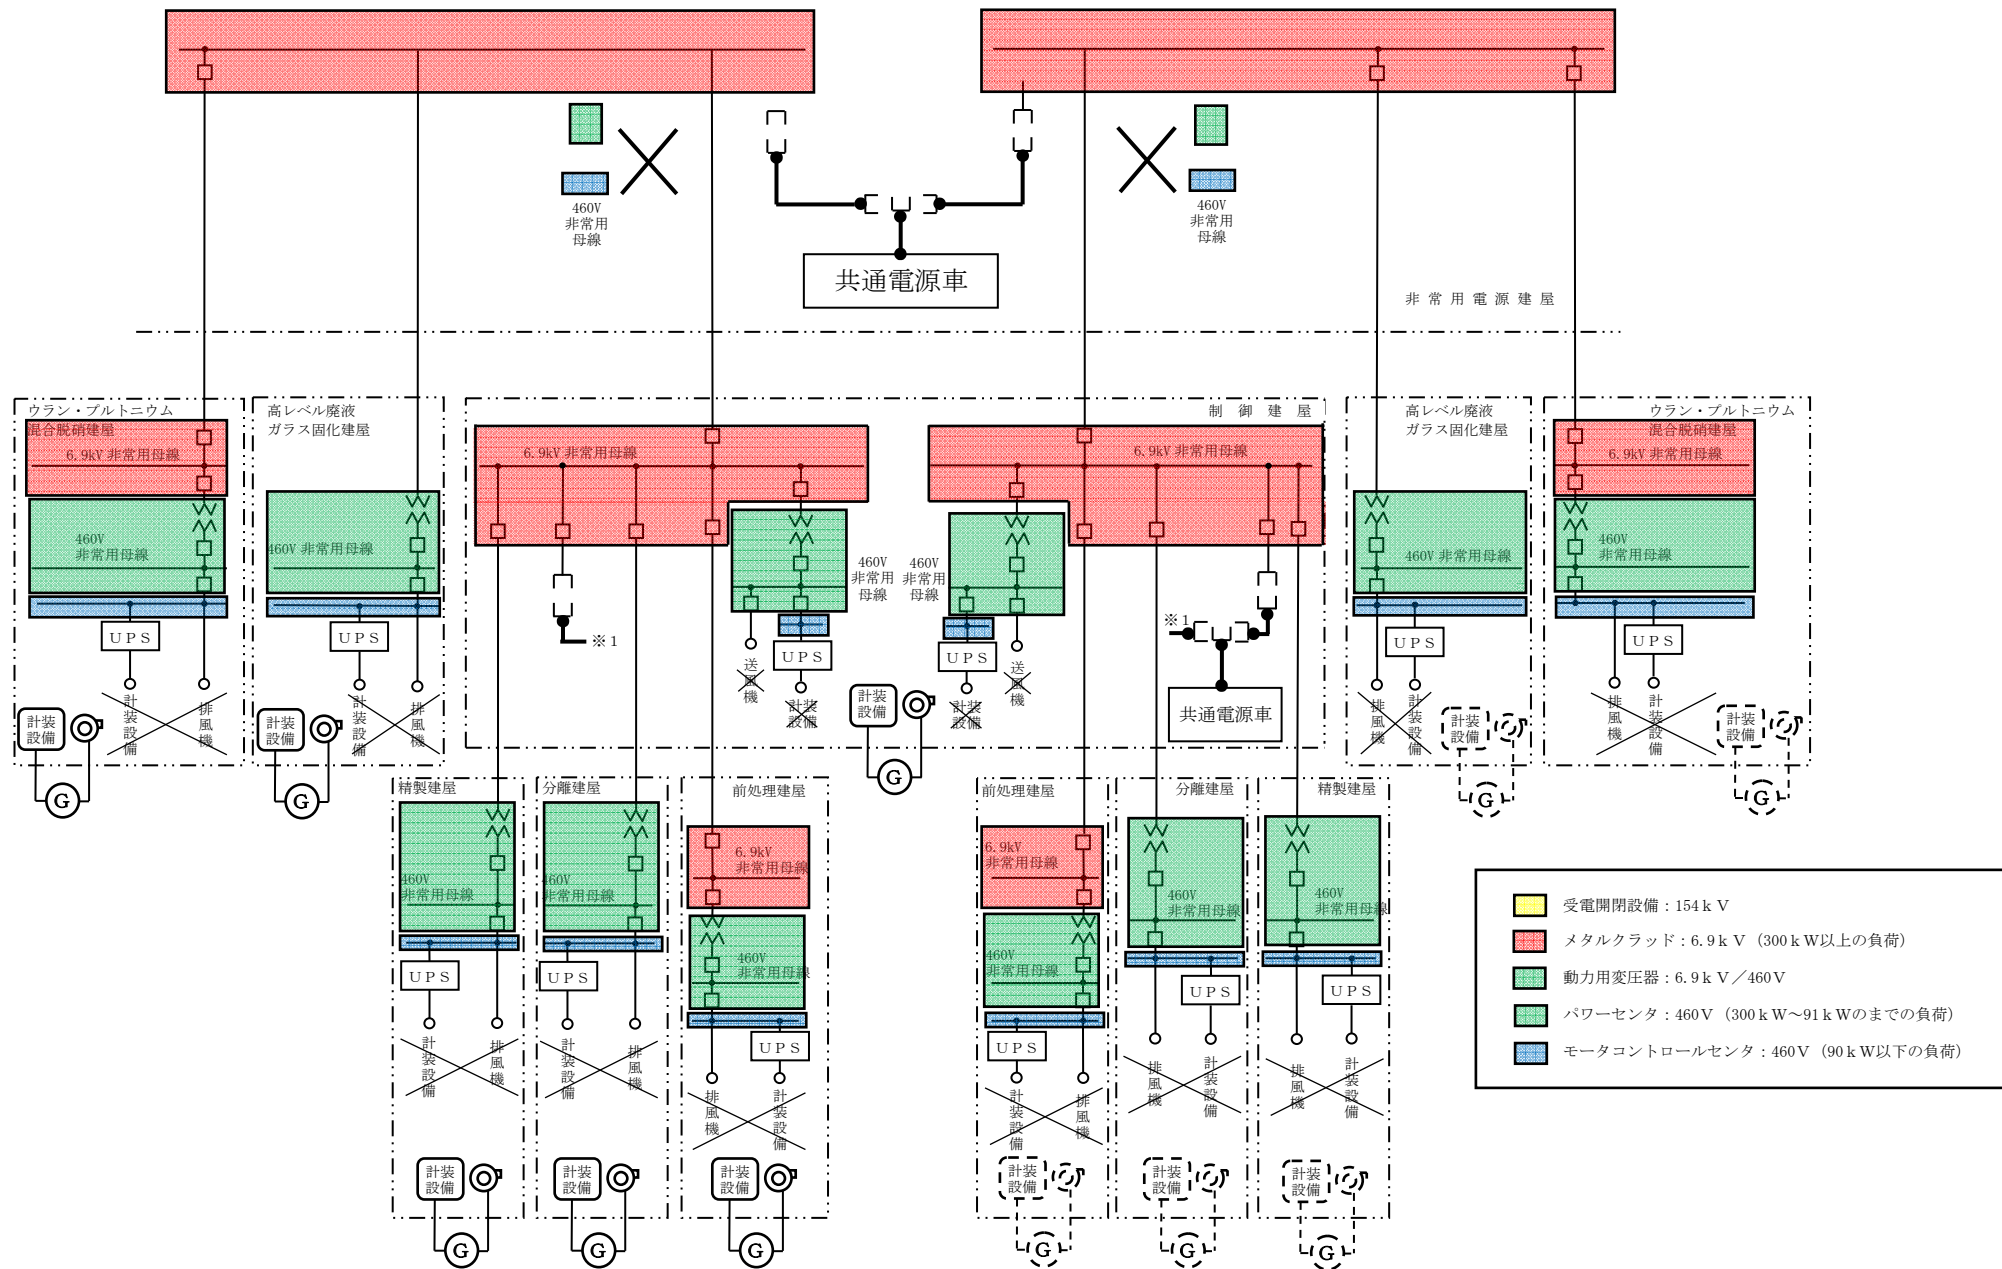 460V
非常用
母線
460V
非常用
母線
共通電源車
非常用電源建屋
ウラン・プルトニウム
混合脱硝建屋
6.9kV 非常用母線
460V
非常用母線
UPS
計装設備
排風機
計装
設備
G
高レベル廃液
ガラス固化建屋
460V 非常用母線
UPS
計装設備
排風機
計装
設備
G
制御建屋
6.9kV 非常用母線
※1
460V
非常用
母線
送風機
UPS
計装
設備
6.9kV 非常用母線
460V
非常用
母線
UPS
計装
設備
送風機
計装
設備
G
※1
共通電源車
高レベル廃液
ガラス固化建屋
460V 非常用母線
UPS
排風機
計装設備
計装
設備
G
ウラン・プルトニウム
混合脱硝建屋
6.9kV 非常用母線
460V
非常用母線
UPS
排風機
計装設備
計装
設備
G
精製建屋
460V
非常用母線
UPS
計装設備
排風機
計装
設備
G
分離建屋
460V
非常用母線
UPS
計装設備
排風機
計装
設備
G
前処理建屋
6.9kV
非常用母線
460V
非常用母線
UPS
排風機
計装設備
計装
設備
G
前処理建屋
6.9kV
非常用母線
460V
非常用母線
UPS
計装設備
排風機
計装
設備
G
分離建屋
460V
非常用母線
UPS
排風機
計装設備
計装
設備
G
精製建屋
460V
非常用母線
UPS
排風機
計装設備
計装
設備
G
受電開閉設備：154ｋV
メタルクラッド：6.9ｋV（300ｋW以上の負荷）
動力用変圧器：6.9ｋV／460V
パワーセンタ：460V（300ｋW～91ｋWのまでの負荷）
モータコントロールセンタ：460V（90ｋW以下の負荷）